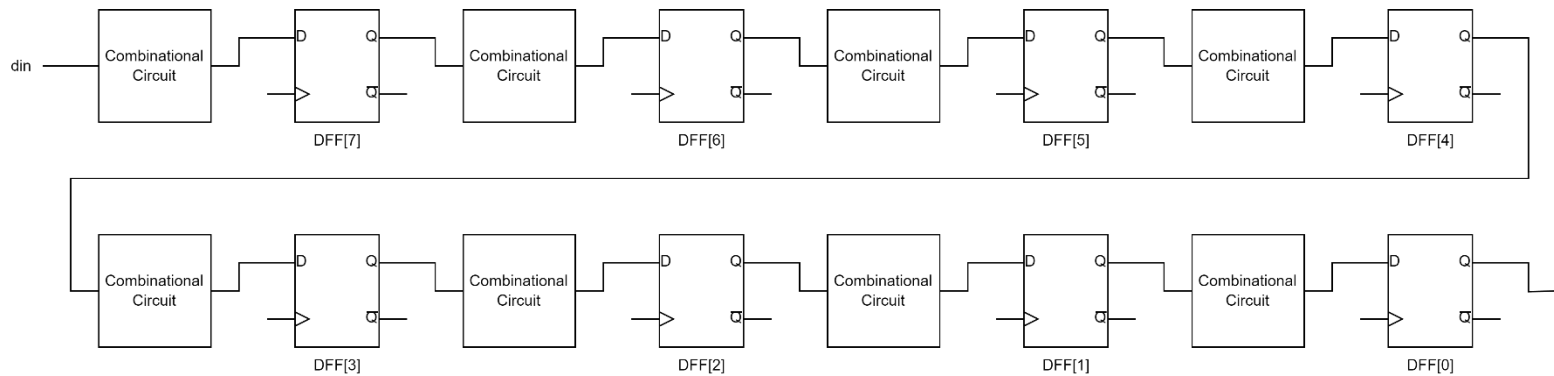 din
Combinational
Circuit
D
Q
Q
DFF[7]
Combinational
Circuit
D
Q
Q
DFF[6]
Combinational
Circuit
D
Q
Q
DFF[5]
Combinational
Circuit
D
Q
Q
DFF[4]
Combinational
Circuit
D
Q
Q
DFF[3]
Combinational
Circuit
D
Q
Q
DFF[2]
Combinational
Circuit
D
Q
Q
DFF[1]
Combinational
Circuit
D
Q
Q
DFF[0]